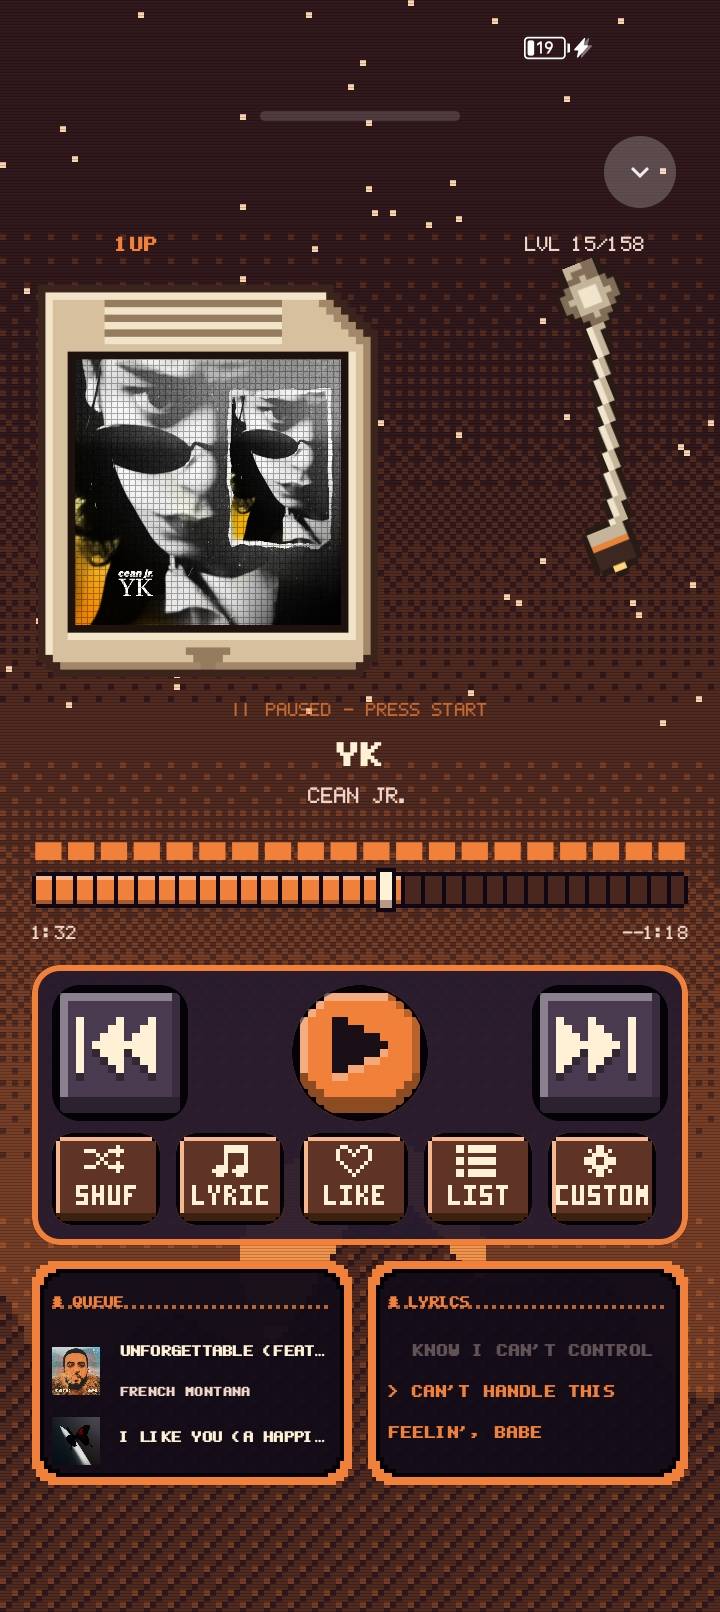 19
1UP
LVL 15/158
cean jr.
YK
II PAUSED - PRESS START
YK
CEAN JR.
1:32
--1:18
SHUF
LYRIC
LIKE
LIST
CUSTOM
QUEUE
UNFORGETTABLE (FEAT…
FRENCH MONTANA
I LIKE YOU (A HAPPI…
LYRICS
KNOW I CAN'T CONTROL
> CAN'T HANDLE THIS
FEELIN', BABE